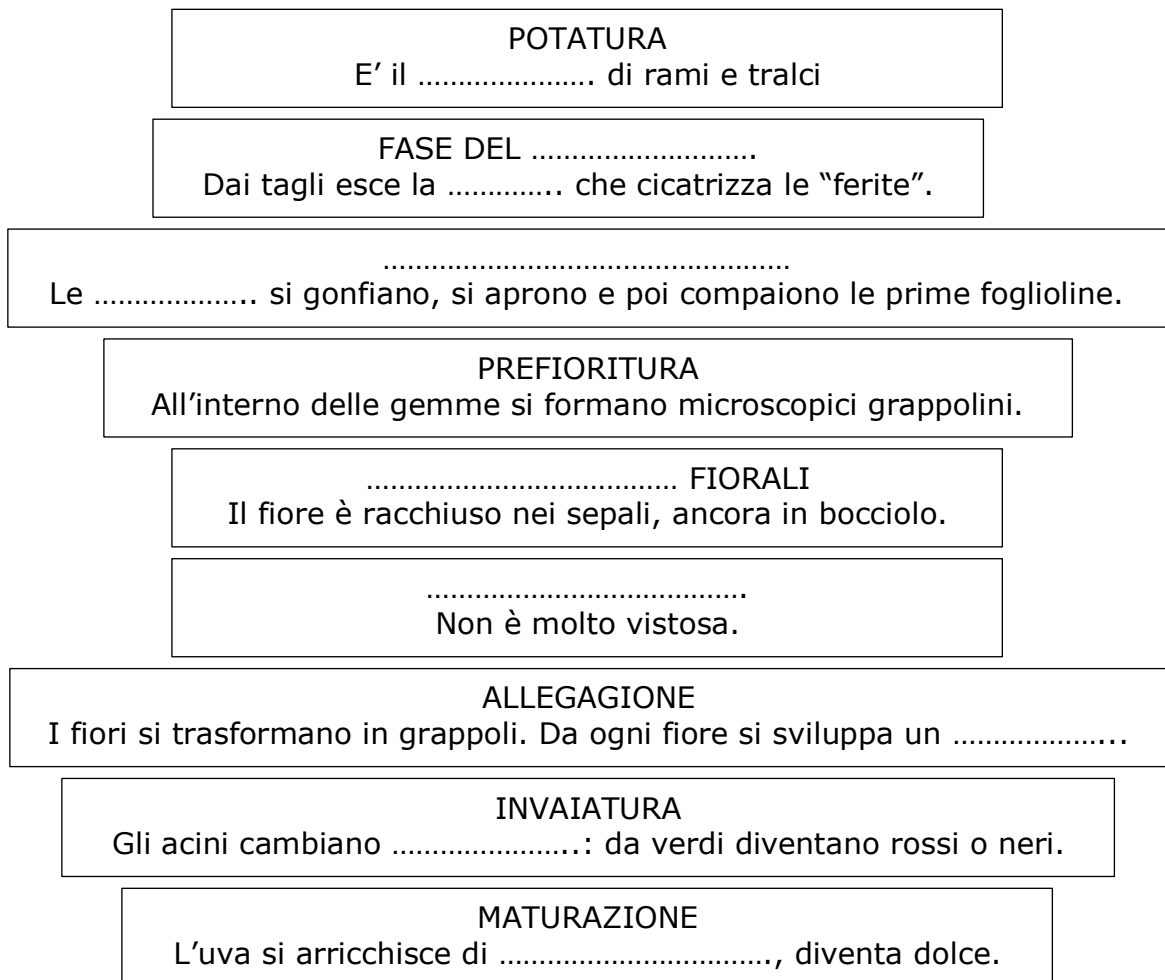 POTATURA
E’ il …………………. di rami e tralci
FASE DEL ……………………….
Dai tagli esce la ………….. che cicatrizza le “ferite”.
……………………………………………
Le ……………….. si gonfiano, si aprono e poi compaiono le prime foglioline.
PREFIORITURA
All’interno delle gemme si formano microscopici grappolini.
………………………………… FIORALI
Il fiore è racchiuso nei sepali, ancora in bocciolo.
………………………………….
Non è molto vistosa.
ALLEGAGIONE
I fiori si trasformano in grappoli. Da ogni fiore si sviluppa un ………………...
INVAIATURA
Gli acini cambiano …………………..: da verdi diventano rossi o neri.
MATURAZIONE
L’uva si arricchisce di ……………………………., diventa dolce.